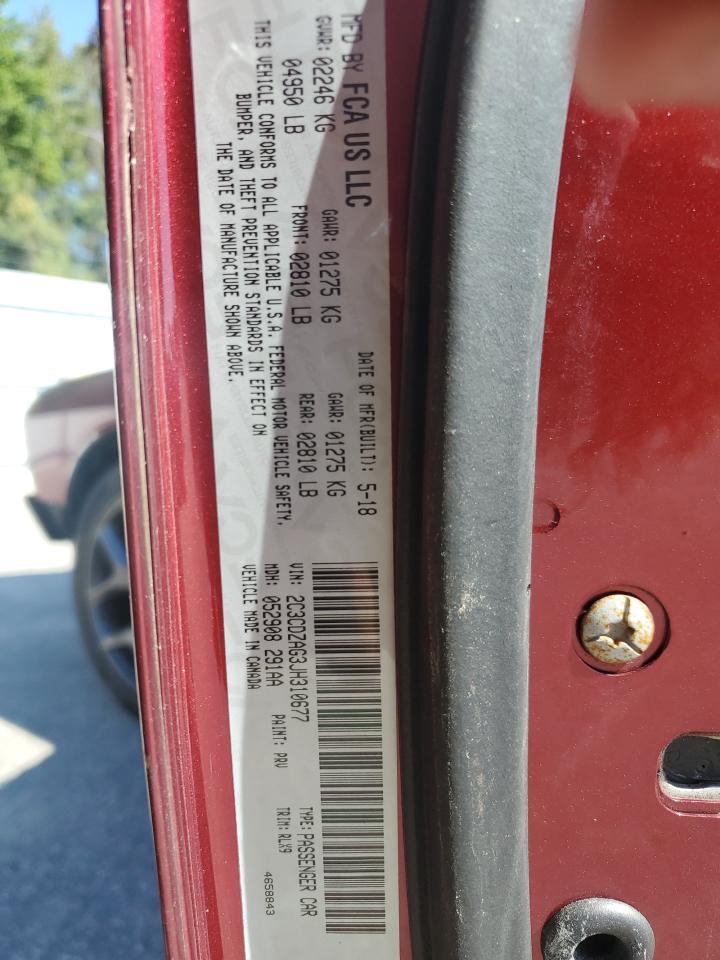 MFD BY FCA US LLC
DATE OF MFR(BUILT): 5-18
GVWR: 02246 KG
GAWR: 01275 KG
GAWR: 01275 KG
04950 LB
FRONT: 02810 LB
REAR: 02810 LB
THIS VEHICLE CONFORMS TO ALL APPLICABLE U.S.A. FEDERAL MOTOR VEHICLE SAFETY,
BUMPER, AND THEFT PREVENTION STANDARDS IN EFFECT ON
THE DATE OF MANUFACTURE SHOWN ABOVE.
VIN: 2C3CDZAG3JH310677
TYPE: PASSENGER CAR
MDH: 052908 291AA
PAINT: PRV
TRIM: RLX9
VEHICLE MADE IN CANADA
4658843